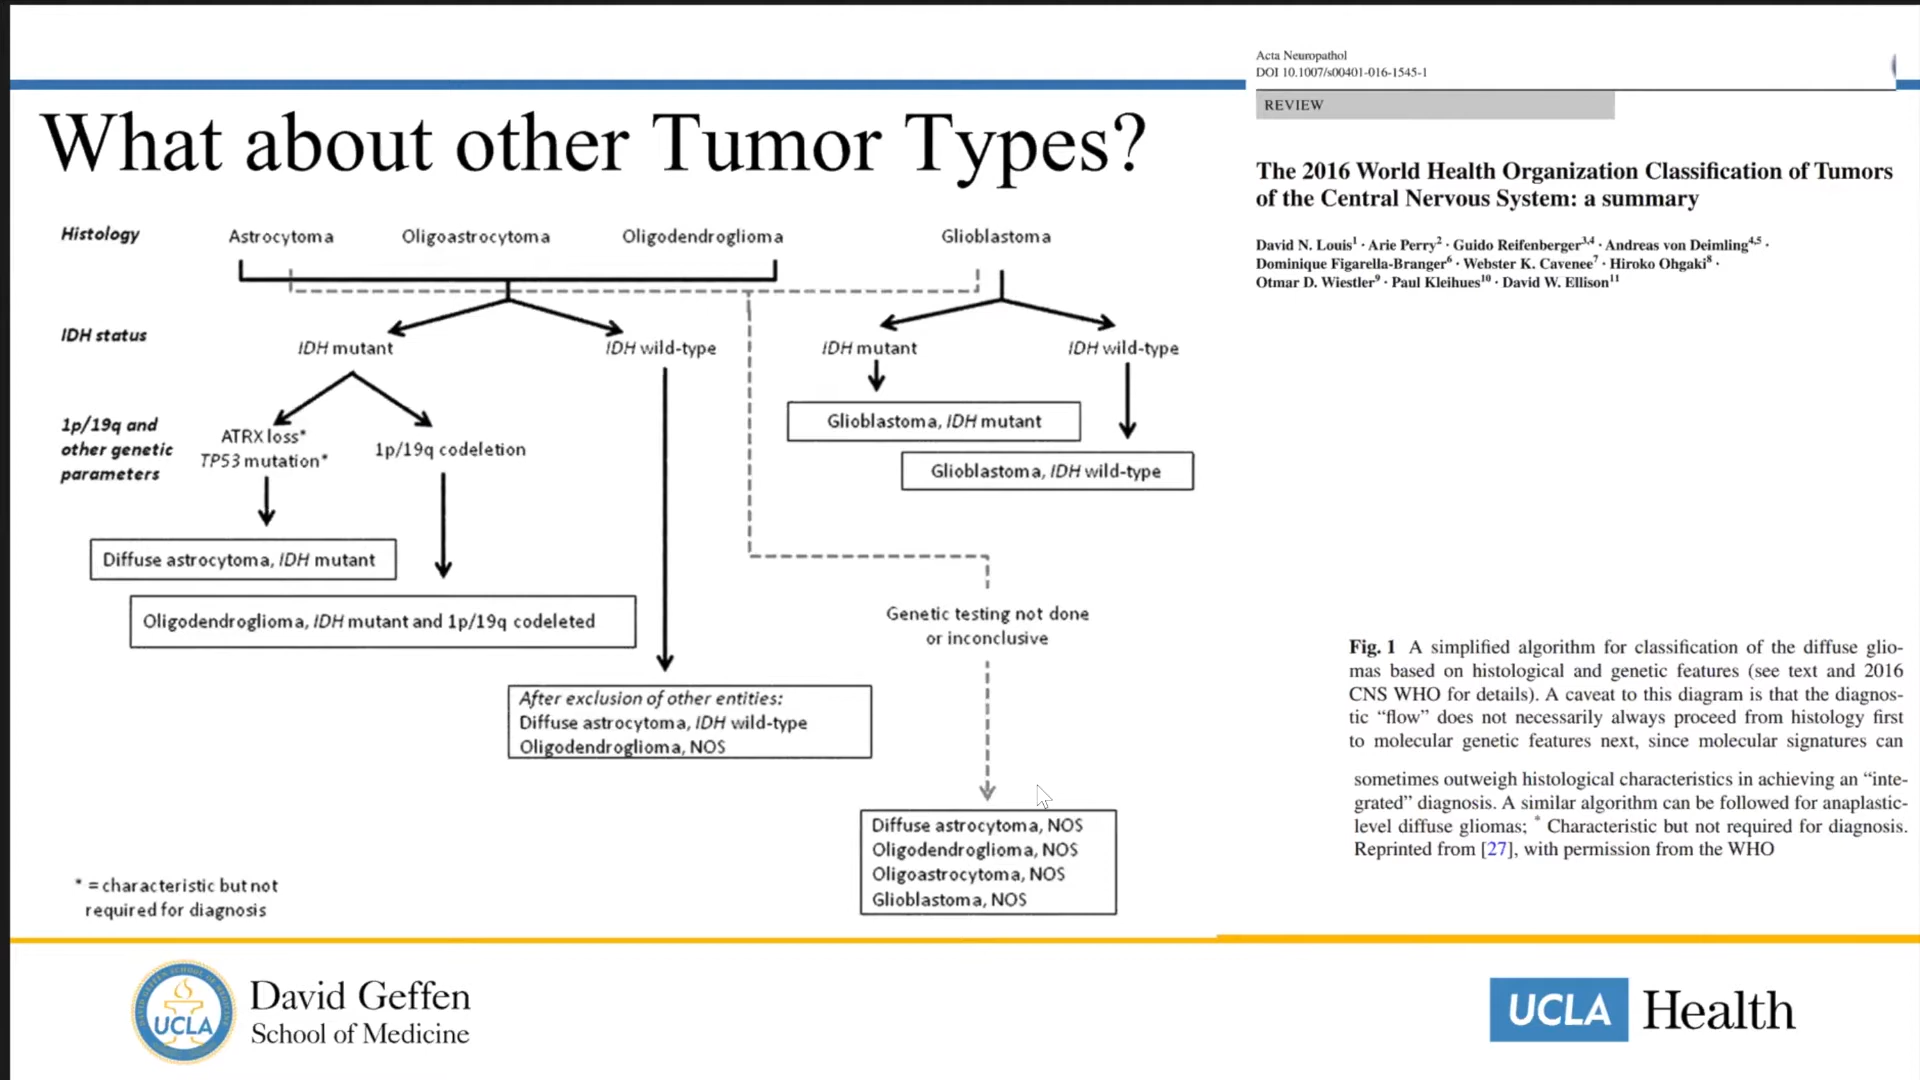 What about other Tumor Types?
Acta Neuropathol
DOI 10.1007/s00401-016-1545-1
REVIEW
The 2016 World Health Organization Classification of Tumors
of the Central Nervous System: a summary
David N. Louis1 · Arie Perry2 · Guido Reifenberger3,4 · Andreas von Deimling4,5 ·
Dominique Figarella-Branger6 · Webster K. Cavenee7 · Hiroko Ohgaki8 ·
Otmar D. Wiestler9 · Paul Kleihues10 · David W. Ellison11
Histology
Astrocytoma
Oligoastrocytoma
Oligodendroglioma
Glioblastoma
IDH status
IDH mutant
IDH wild-type
IDH mutant
IDH wild-type
1p/19q and
other genetic
parameters
ATRX loss*
TP53 mutation*
1p/19q codeletion
Glioblastoma, IDH mutant
Glioblastoma, IDH wild-type
Diffuse astrocytoma, IDH mutant
Oligodendroglioma, IDH mutant and 1p/19q codeleted
Genetic testing not done
or inconclusive
After exclusion of other entities:
Diffuse astrocytoma, IDH wild-type
Oligodendroglioma, NOS
Diffuse astrocytoma, NOS
Oligodendroglioma, NOS
Oligoastrocytoma, NOS
Glioblastoma, NOS
* = characteristic but not
required for diagnosis
Fig. 1 A simplified algorithm for classification of the diffuse glio-
mas based on histological and genetic features (see text and 2016
CNS WHO for details). A caveat to this diagram is that the diagnos-
tic “flow” does not necessarily always proceed from histology first
to molecular genetic features next, since molecular signatures can
sometimes outweigh histological characteristics in achieving an “inte-
grated” diagnosis. A similar algorithm can be followed for anaplastic-
level diffuse gliomas; * Characteristic but not required for diagnosis.
Reprinted from [27], with permission from the WHO
UCLA
David Geffen
School of Medicine
UCLA Health